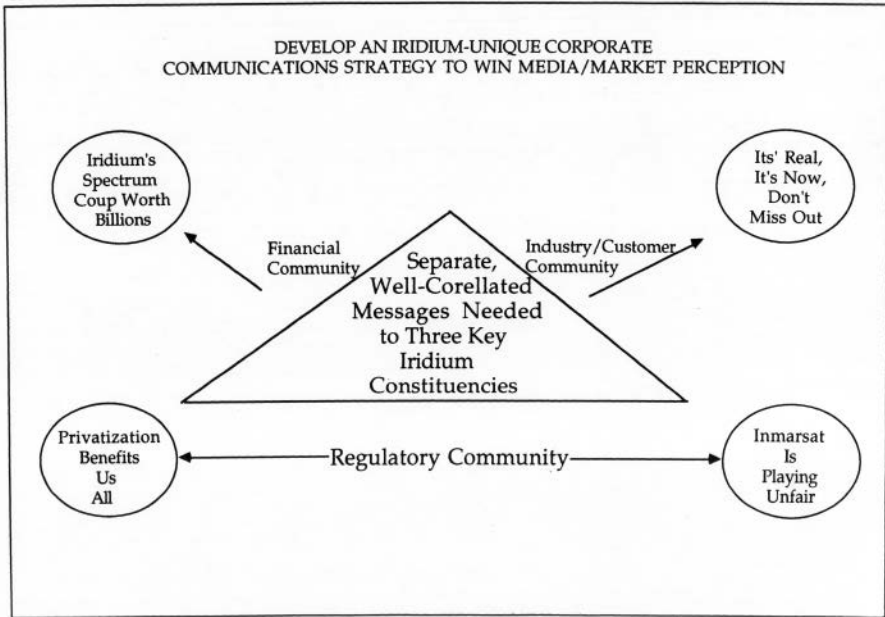 DEVELOP AN IRIDIUM-UNIQUE CORPORATE
COMMUNICATIONS STRATEGY TO WIN MEDIA/MARKET PERCEPTION
Iridium's
Spectrum
Coup Worth
Billions
Its' Real,
It's Now,
Don't
Miss Out
Financial
Community
Industry/Customer
Community
Separate,
Well-Corellated
Messages Needed
to Three Key
Iridium
Constituencies
Privatization
Benefits
Us
All
Regulatory Community
Inmarsat
Is
Playing
Unfair